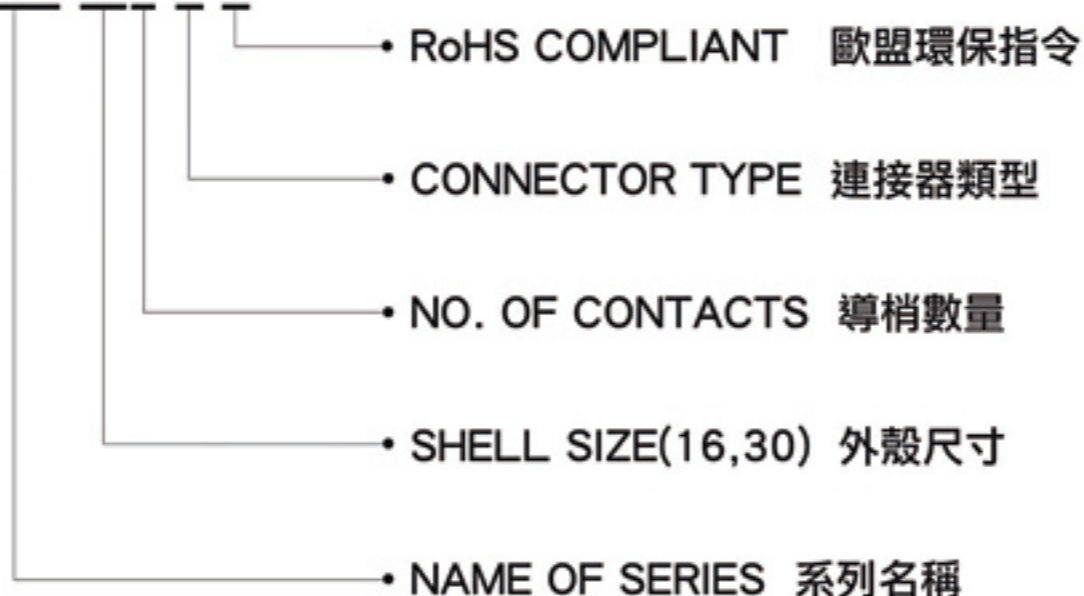 RoHS COMPLIANT 歐盟環保指令
CONNECTOR TYPE 連接器類型
NO. OF CONTACTS 導梢數量
SHELL SIZE(16,30) 外殼尺寸
NAME OF SERIES 系列名稱